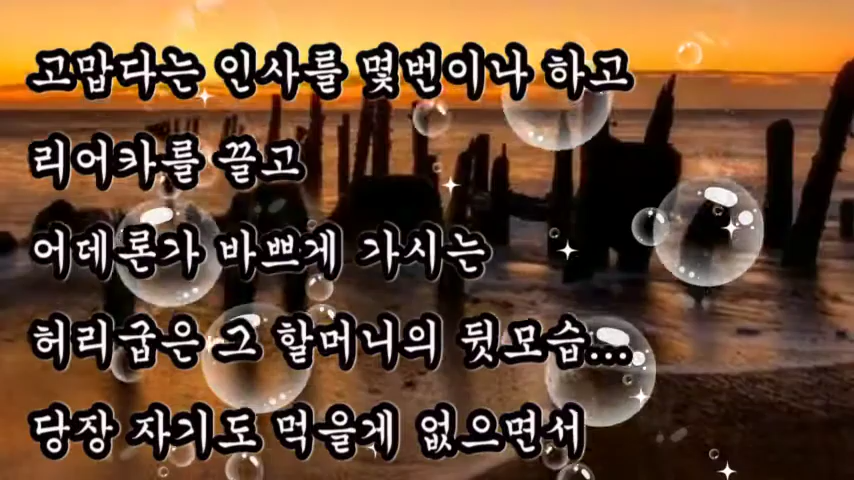 고맙다는 인사를 몇번이나 하고
리어카를 끌고
어데론가 바쁘게 가시는
허리굽은 그 할머니의 뒷모습...
당장 자기도 먹을게 없으면서